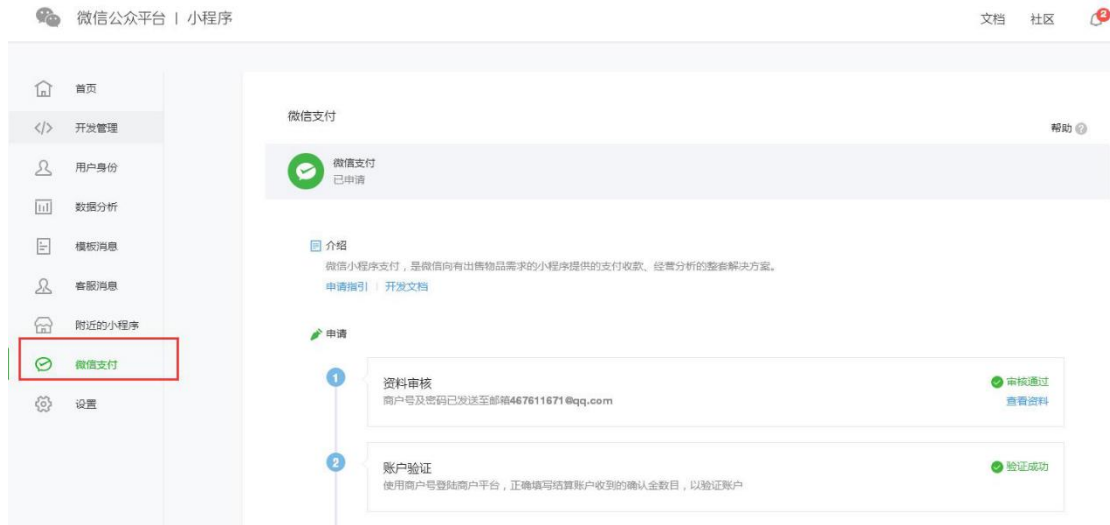 微信公众平台 | 小程序
文档 社区 2
首页
</> 开发管理
用户身份
数据分析
模板消息
客服消息
附近的小程序
微信支付
设置
微信支付
帮助 ?
微信支付
已申请
介绍
微信小程序支付，是微信向有出售物品需求的小程序提供的支付收款、经营分析的整套解决方案。
申请指引 | 开发文档
申请
1
资料审核
商户号及密码已发送至邮箱467611671@qq.com
审核通过
查看资料
2
账户验证
使用商户号登陆商户平台，正确填写结算账户收到的确认金数目，以验证账户
验证成功